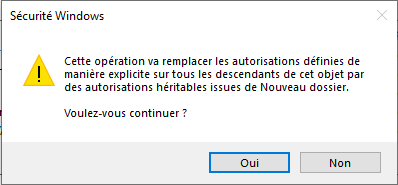 Sécurité Windows
Cette opération va remplacer les autorisations définies de
manière explicite sur tous les descendants de cet objet par
des autorisations héritables issues de Nouveau dossier.
Voulez-vous continuer ?
Oui
Non